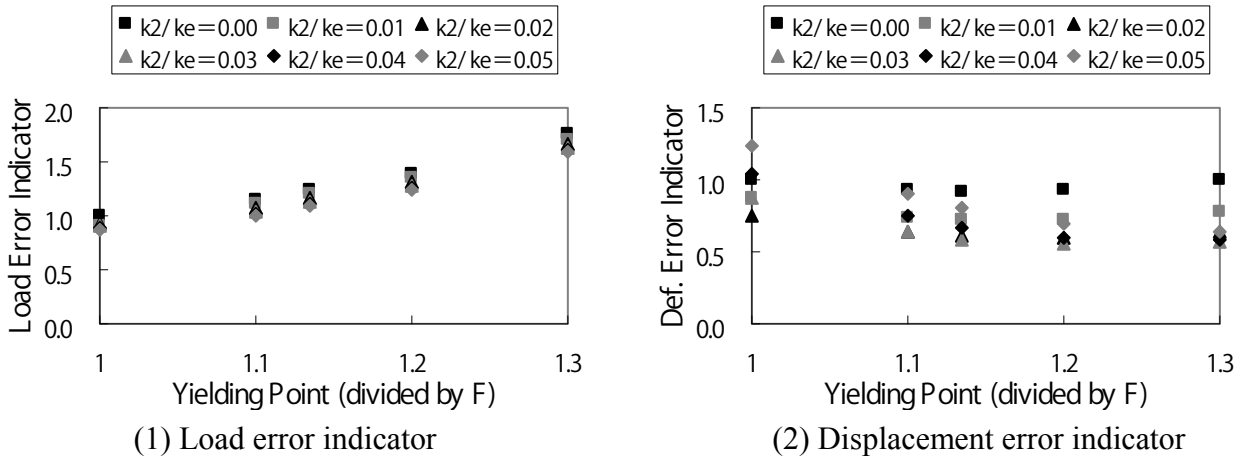 k2/ ke=0.00 k2/ ke=0.01 k2/ ke=0.02
k2/ ke=0.03 k2/ ke=0.04 k2/ ke=0.05
Load Error Indicator
2.0
1.5
1.0
0.5
0.0
1 1.1 1.2 1.3
Yielding Point (divided by F)
(1) Load error indicator
k2/ ke=0.00 k2/ ke=0.01 k2/ ke=0.02
k2/ ke=0.03 k2/ ke=0.04 k2/ ke=0.05
Def. Error Indicator
1.5
1.0
0.5
0.0
1 1.1 1.2 1.3
Yielding Point (divided by F)
(2) Displacement error indicator